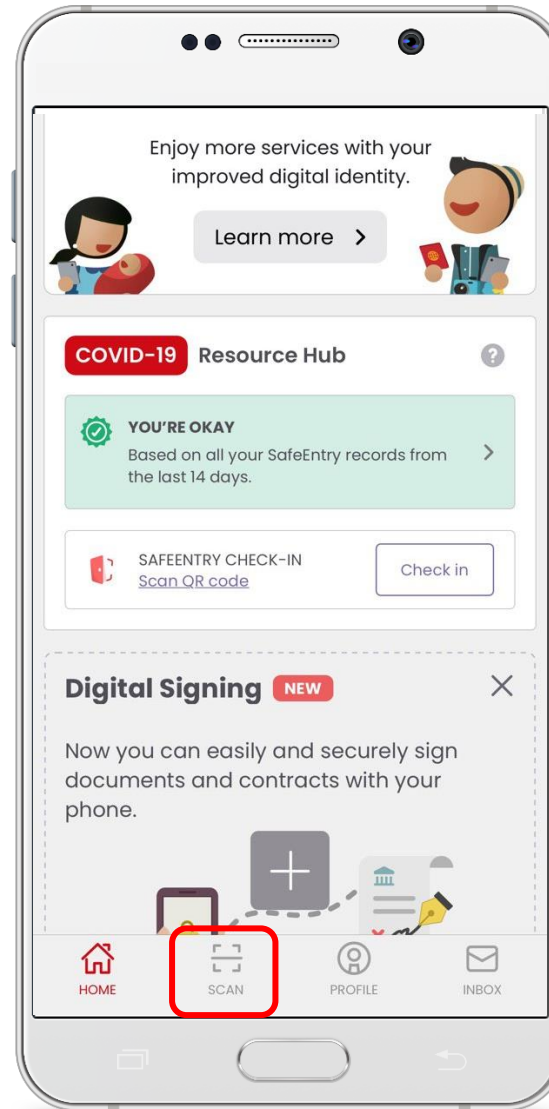 Enjoy more services with your
improved digital identity.
Learn more
COVID-19 Resource Hub ?
YOU'RE OKAY
Based on all your SafeEntry records from
the last 14 days.
SAFEENTRY CHECK-IN
Scan QR code
Check in
Digital Signing NEW
Now you can easily and securely sign
documents and contracts with your
phone.
HOME SCAN PROFILE INBOX